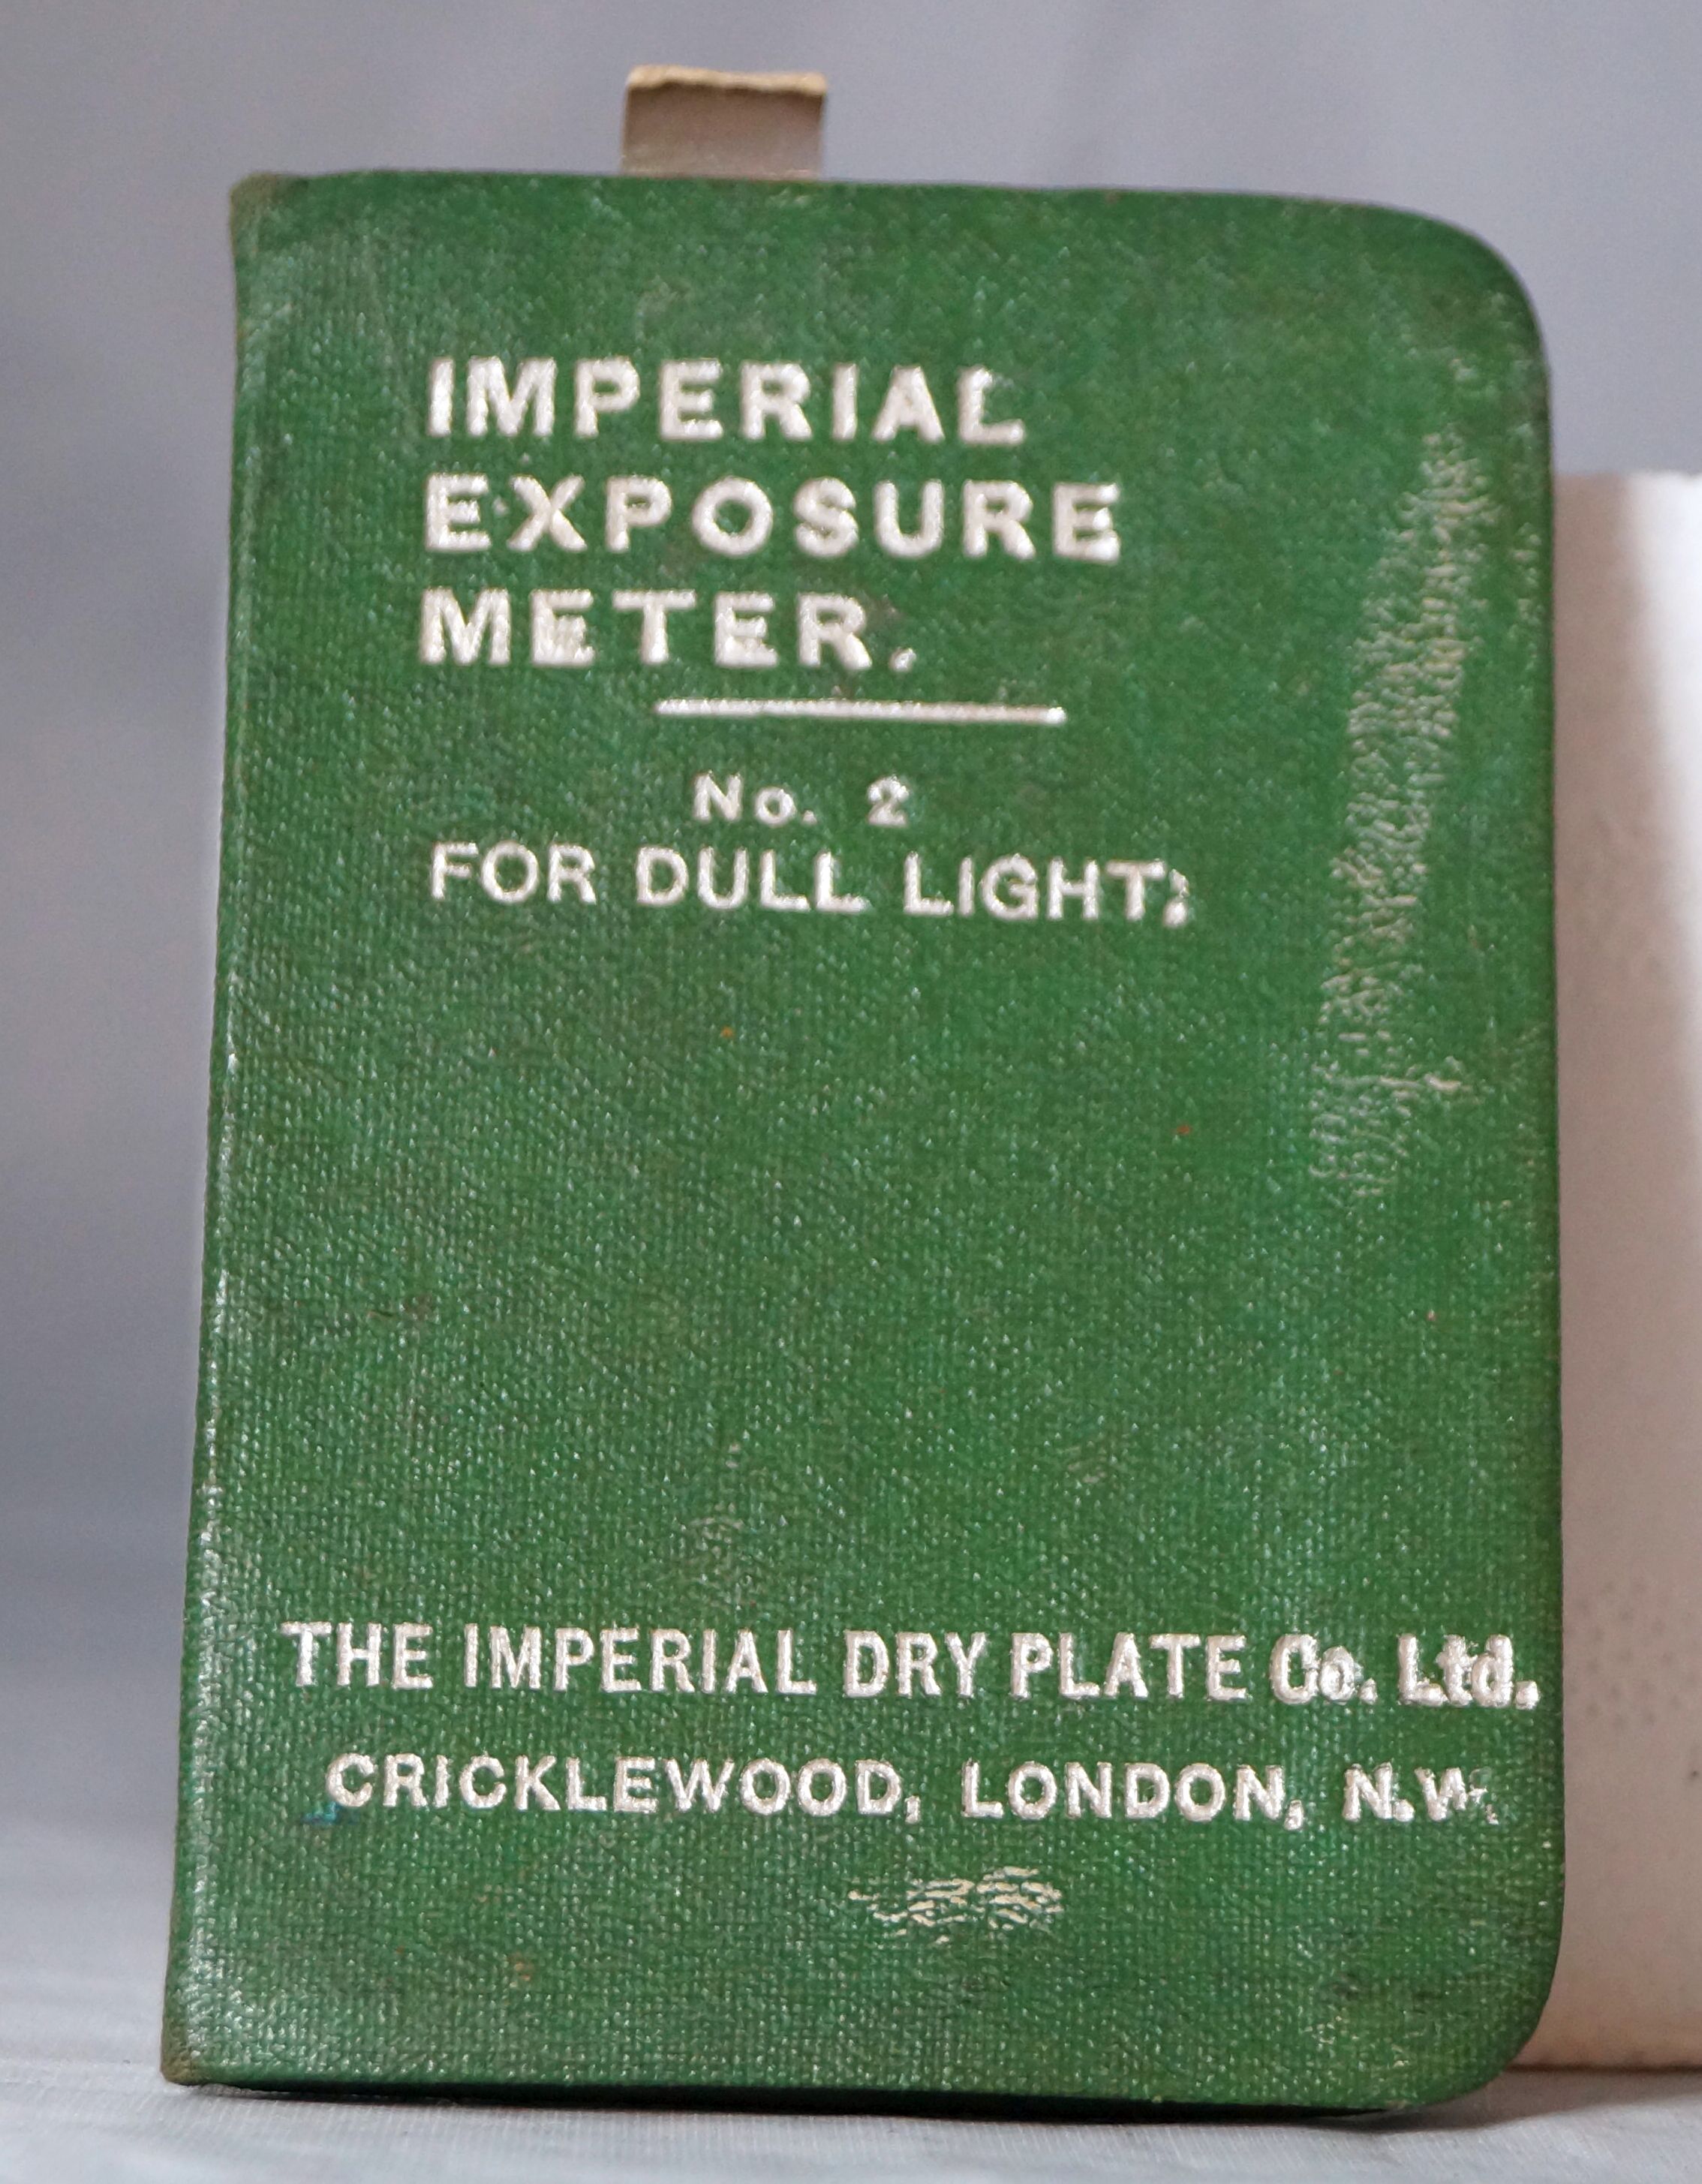 IMPERIAL
EXPOSURE
METER.
No. 2
FOR DULL LIGHT.
THE IMPERIAL DRY PLATE Co. Ltd.
CRICKLEWOOD, LONDON, N.W.